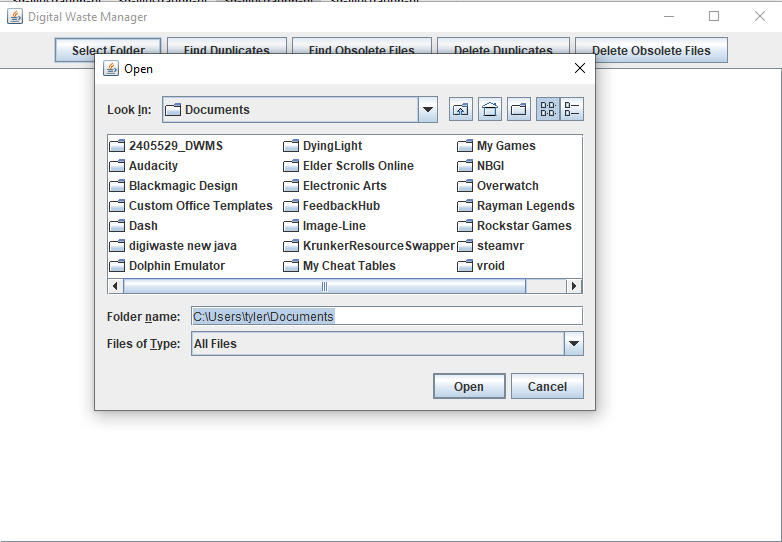 Digital Waste Manager
Select Folder Find Duplicates Find Obsolete Files Delete Duplicates Delete Obsolete Files
Open
Look In: Documents
2405529_DWMS DyingLight My Games
Audacity Elder Scrolls Online NBGI
Blackmagic Design Electronic Arts Overwatch
Custom Office Templates FeedbackHub Rayman Legends
Dash Image-Line Rockstar Games
digiwaste new java KrunkerResourceSwapper steamvr
Dolphin Emulator My Cheat Tables vroid
Folder name: C:\Users\tyler\Documents
Files of Type: All Files
Open Cancel